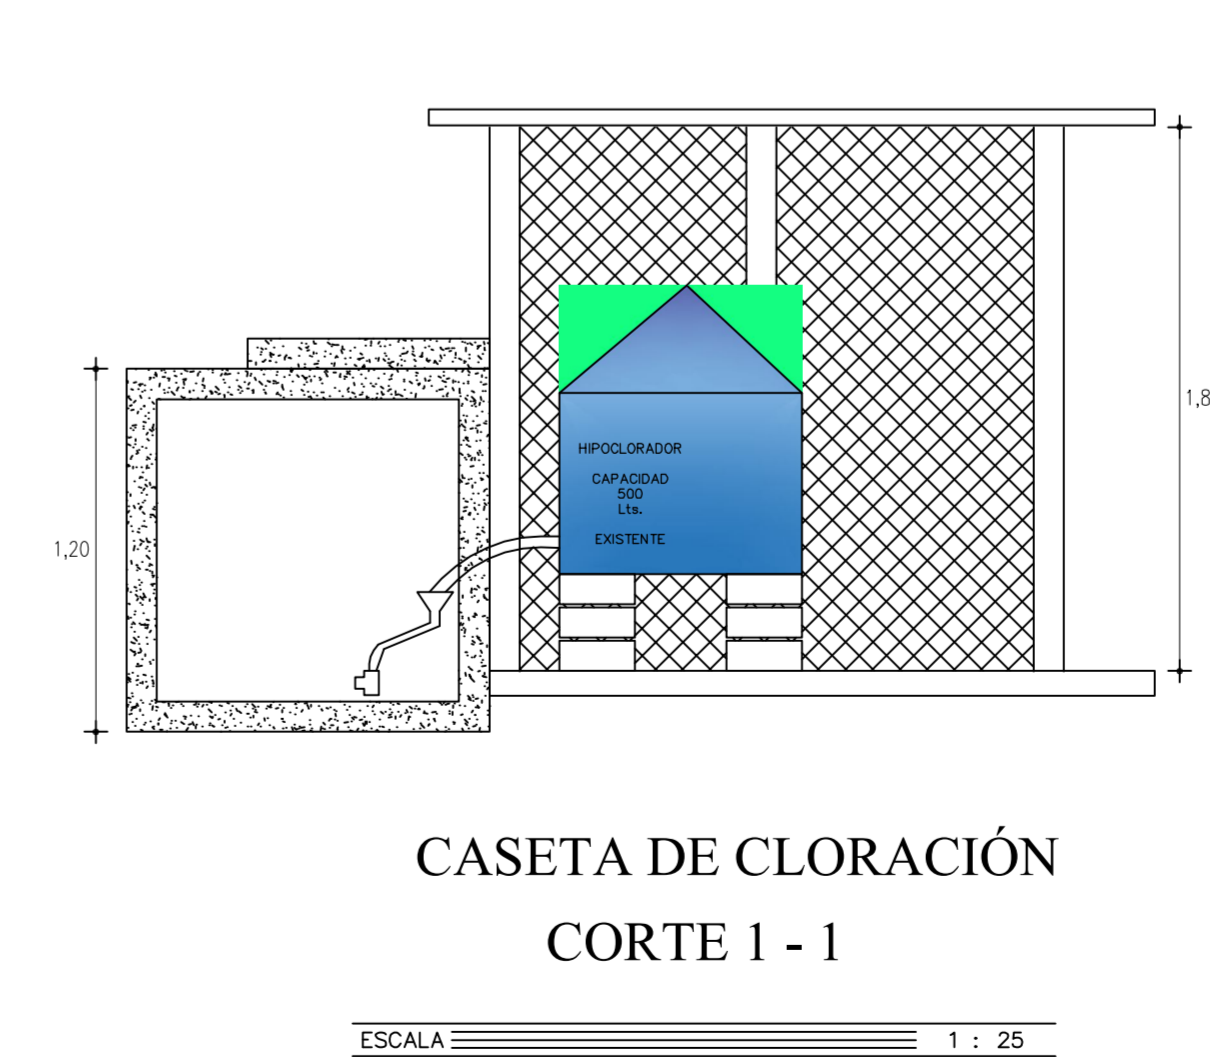 HIPOCLORADOR
CAPACIDAD
500
Lts.
EXISTENTE
1,8
1,20
CASETA DE CLORACIÓN
CORTE 1 - 1
ESCALA 1 : 25